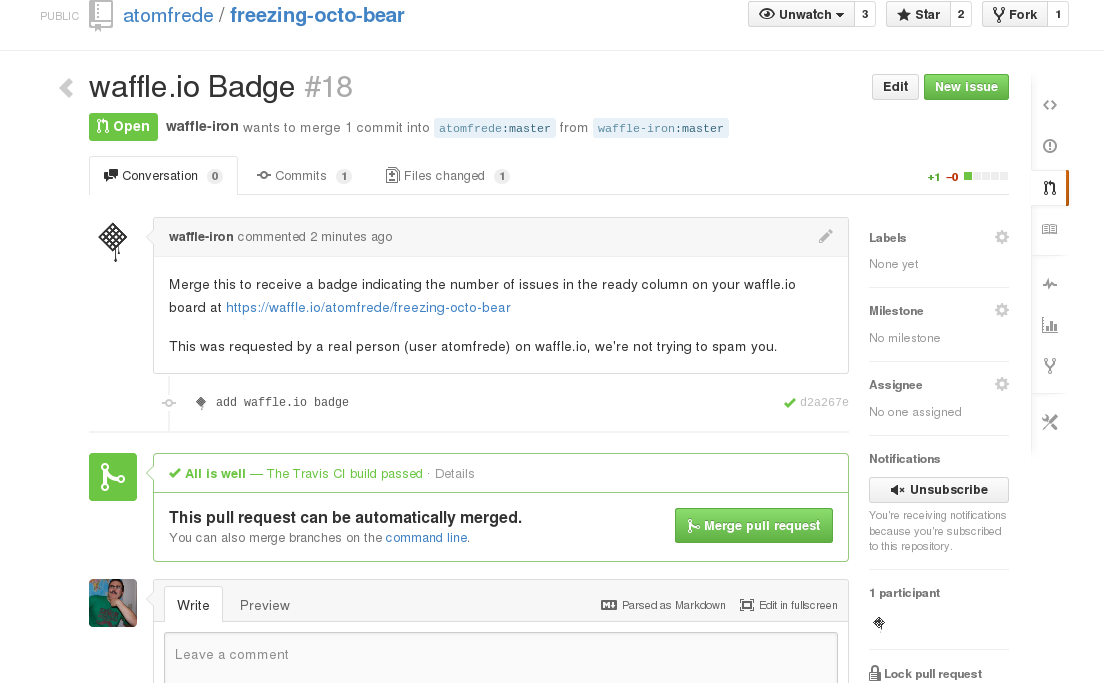 PUBLIC atomfrede / freezing-octo-bear Unwatch 3 Star 2 Fork 1
waffle.io Badge #18 Edit New issue
Open waffle-iron wants to merge 1 commit into atomfrede:master from waffle-iron:master
Conversation 0 Commits 1 Files changed 1 +1 −0
waffle-iron commented 2 minutes ago
Merge this to receive a badge indicating the number of issues in the ready column on your waffle.io
board at https://waffle.io/atomfrede/freezing-octo-bear
This was requested by a real person (user atomfrede) on waffle.io, we're not trying to spam you.
add waffle.io badge d2a267e
All is well — The Travis CI build passed · Details
This pull request can be automatically merged.
You can also merge branches on the command line.
Merge pull request
Write Preview Parsed as Markdown Edit in fullscreen
Leave a comment
Labels
None yet
Milestone
No milestone
Assignee
No one assigned
Notifications
Unsubscribe
You're receiving notifications
because you're subscribed
to this repository.
1 participant
Lock pull request